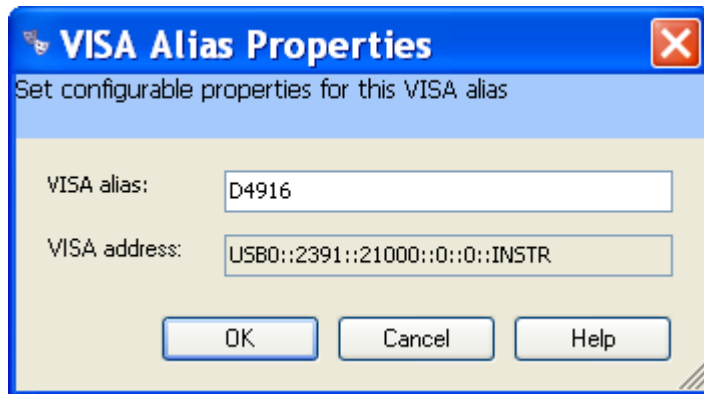 VISA Alias Properties
Set configurable properties for this VISA alias
VISA alias: D4916
VISA address: USB0::2391::21000::0::0::INSTR
OK Cancel Help